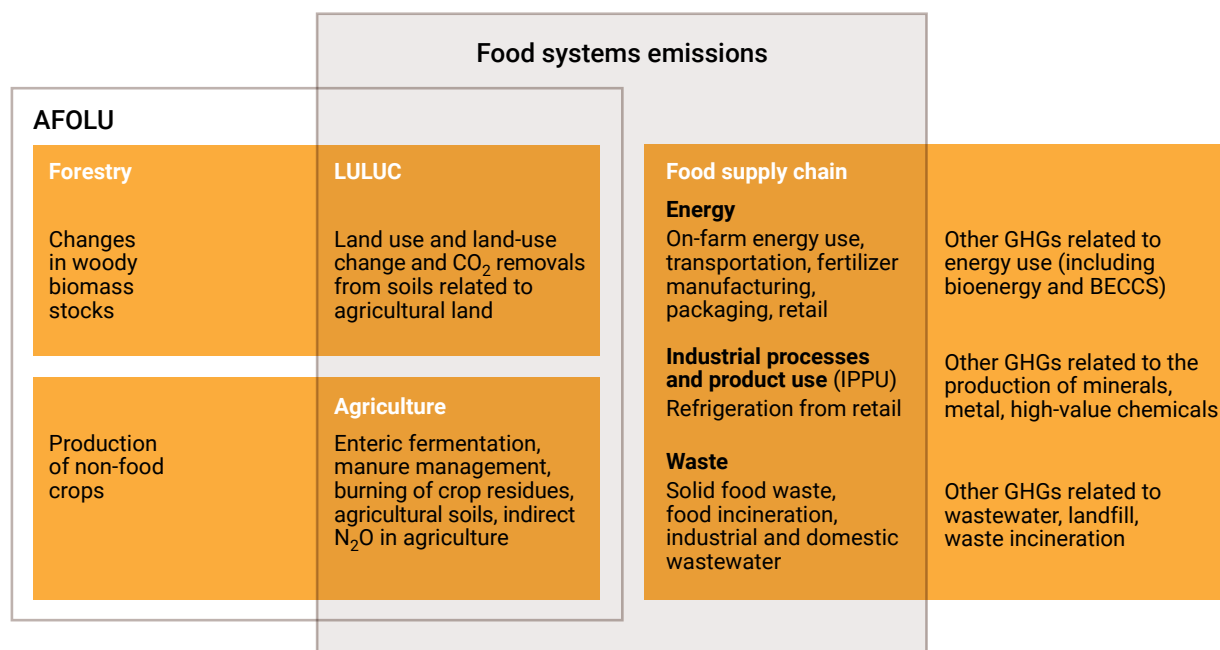 Food systems emissions
AFOLU
Forestry
Changes
in woody
biomass
stocks
LULUC
Land use and land-use
change and CO₂ removals
from soils related to
agricultural land
Production
of non-food
crops
Agriculture
Enteric fermentation,
manure management,
burning of crop residues,
agricultural soils, indirect
N₂O in agriculture
Food supply chain
Energy
On-farm energy use,
transportation, fertilizer
manufacturing,
packaging, retail
Other GHGs related to
energy use (including
bioenergy and BECCS)
Industrial processes
and product use (IPPU)
Refrigeration from retail
Other GHGs related to the
production of minerals,
metal, high-value chemicals
Waste
Solid food waste,
food incineration,
industrial and domestic
wastewater
Other GHGs related to
wastewater, landfill,
waste incineration